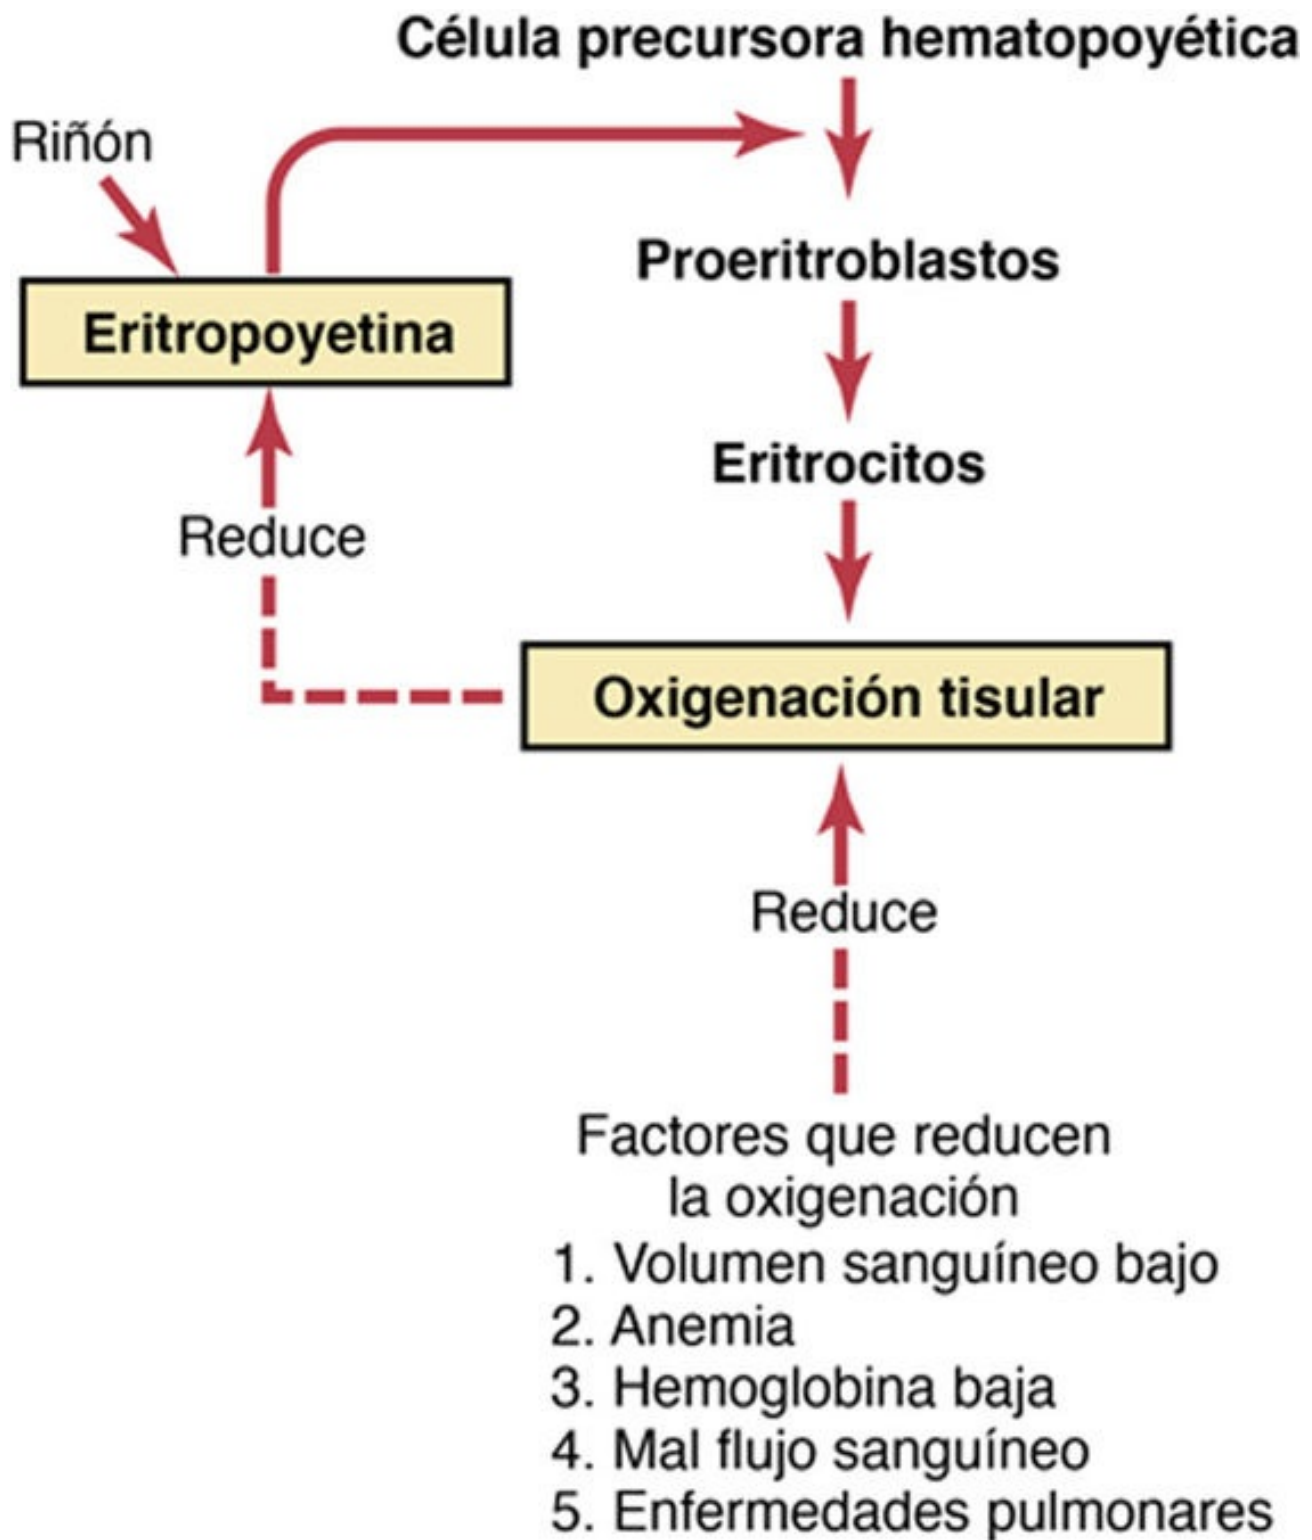 Célula precursora hematopoyética
Riñón
Proeritroblastos
Eritropoyetina
Eritrocitos
Reduce
Oxigenación tisular
Reduce
Factores que reducen
la oxigenación
1. Volumen sanguíneo bajo
2. Anemia
3. Hemoglobina baja
4. Mal flujo sanguíneo
5. Enfermedades pulmonares